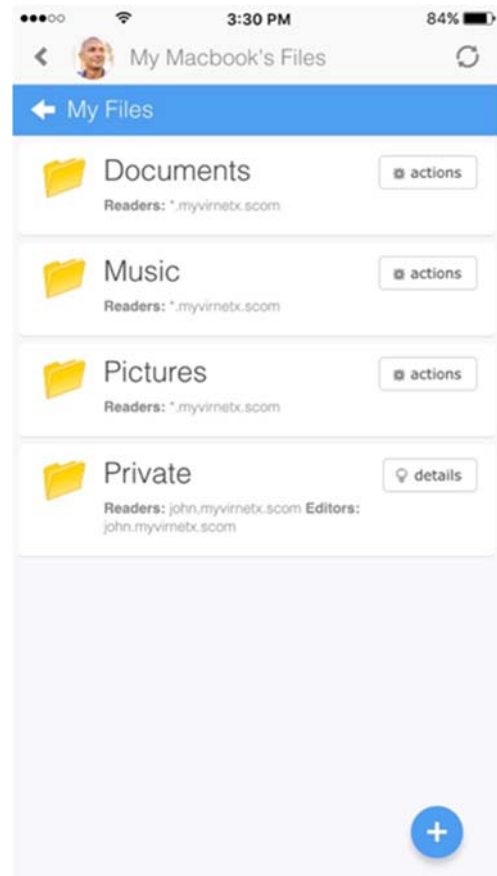 3:30 PM
84%
My Macbook's Files
My Files
Documents
actions
Readers: *.myvirnetx.scom
Music
actions
Readers: *.myvirnetx.scom
Pictures
actions
Readers: *.myvirnetx.scom
Private
details
Readers: john.myvirnetx.scom Editors:
john.myvirnetx.scom